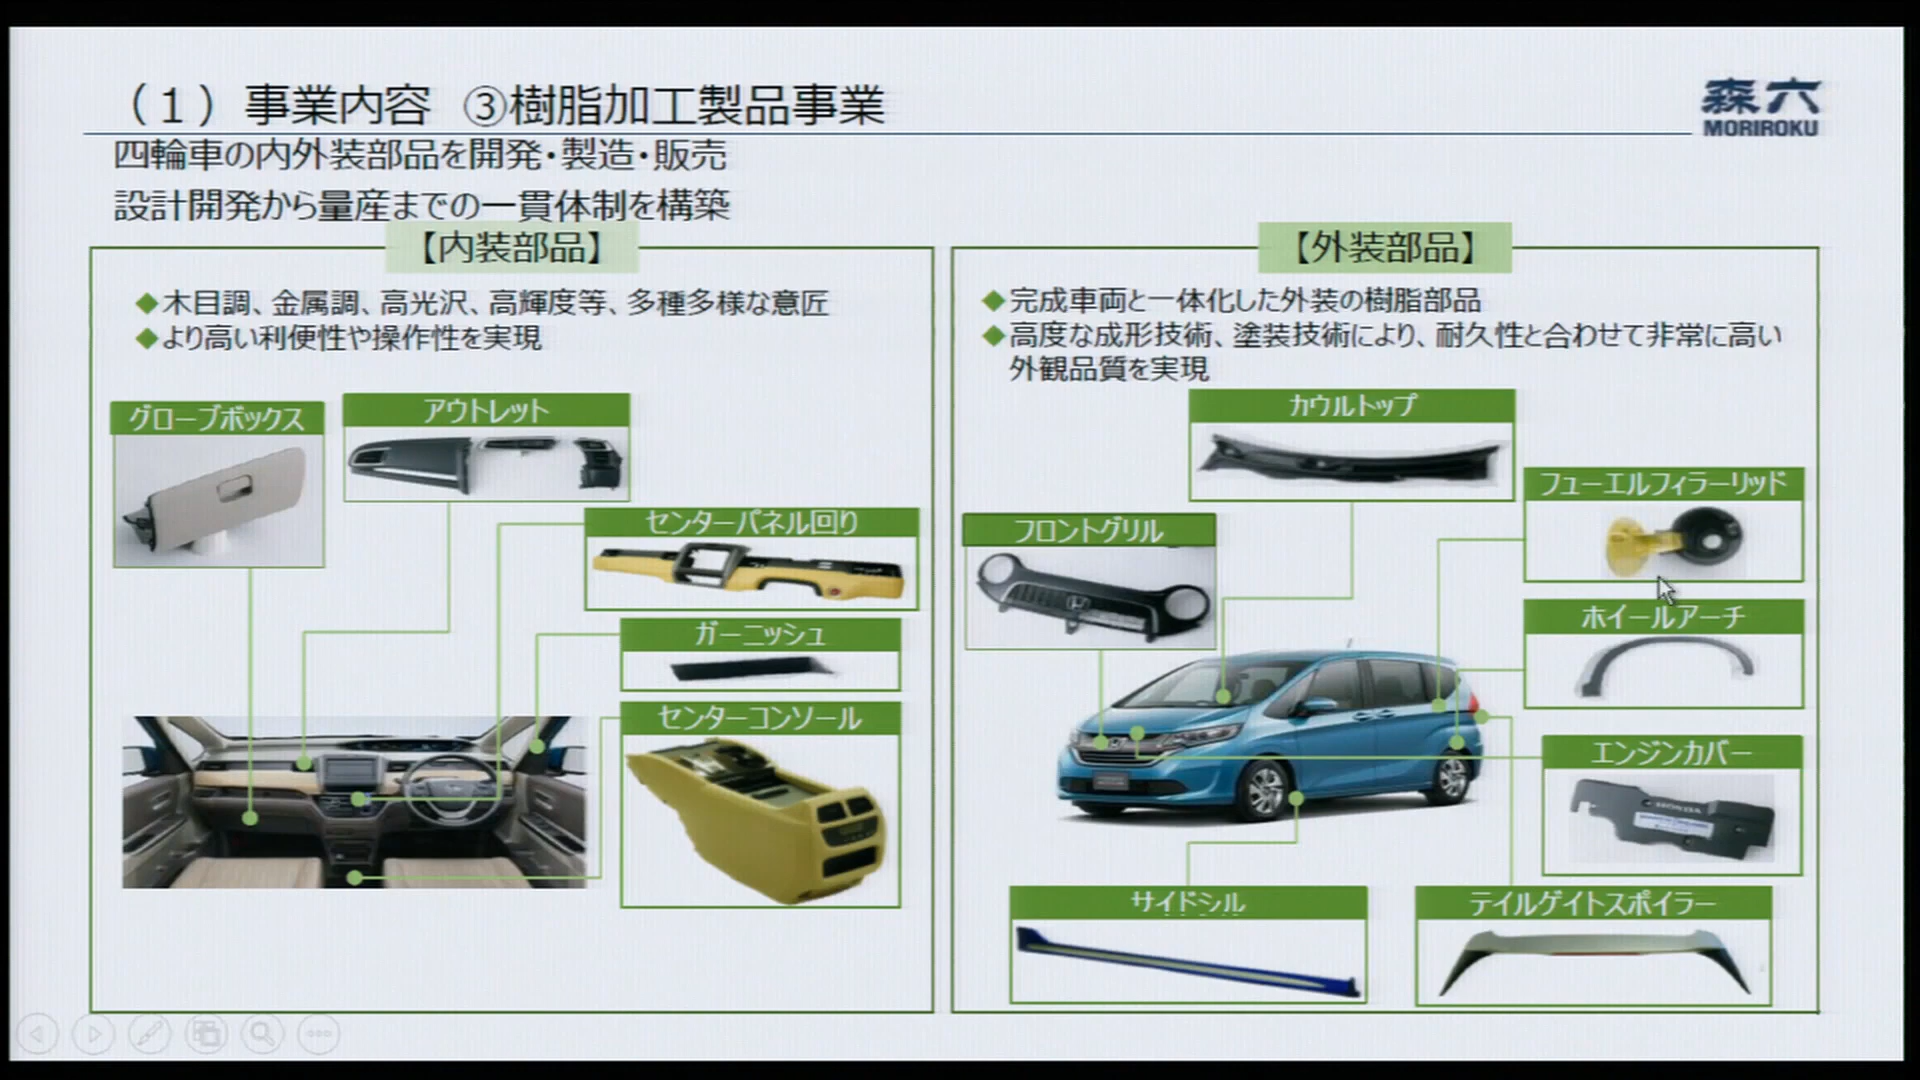 （１）事業内容 ③樹脂加工製品事業
森六
MORIROKU
四輪車の内外装部品を開発・製造・販売
設計開発から量産までの一貫体制を構築
【内装部品】
◆木目調、金属調、高光沢、高輝度等、多種多様な意匠
◆より高い利便性や操作性を実現
グローブボックス
アウトレット
センターパネル回り
ガーニッシュ
センターコンソール
【外装部品】
◆完成車両と一体化した外装の樹脂部品
◆高度な成形技術、塗装技術により、耐久性と合わせて非常に高い
外観品質を実現
カウルトップ
フューエルフィラーリッド
フロントグリル
ホイールアーチ
エンジンカバー
HONDA
サイドシル
テイルゲイトスポイラー